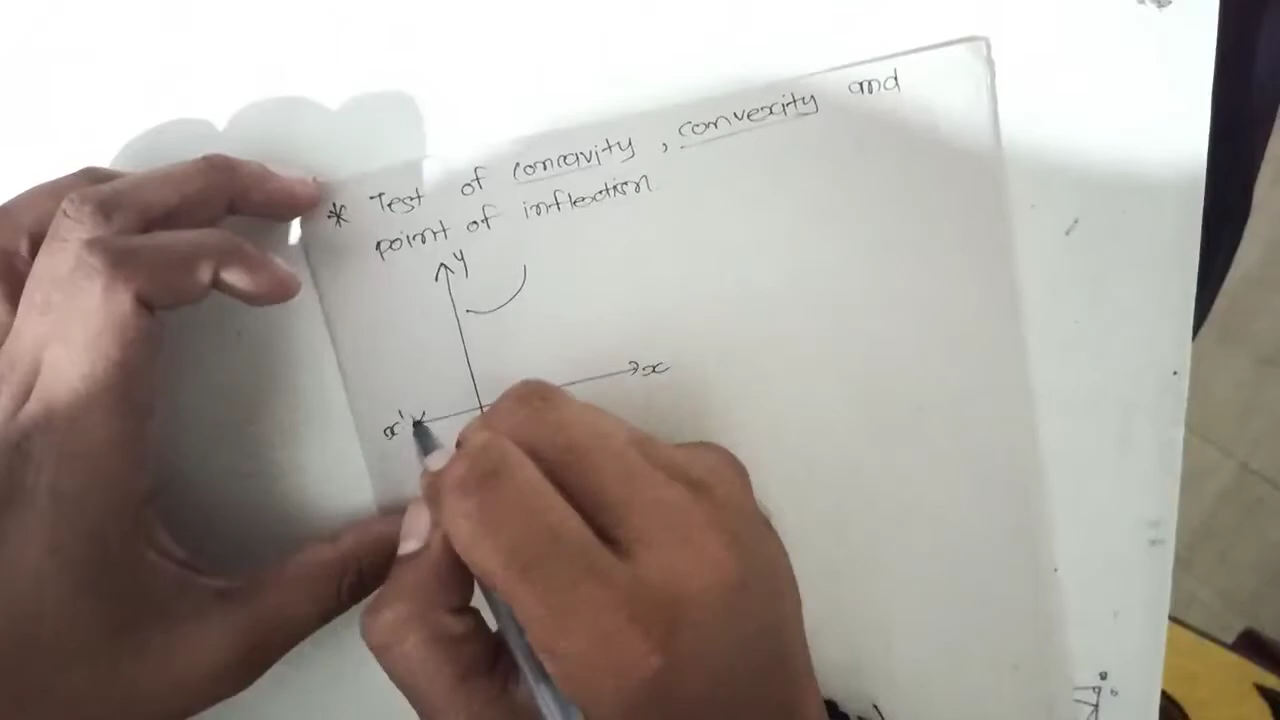 * Test of concavity, convexity and
point of inflection
y
x
x'